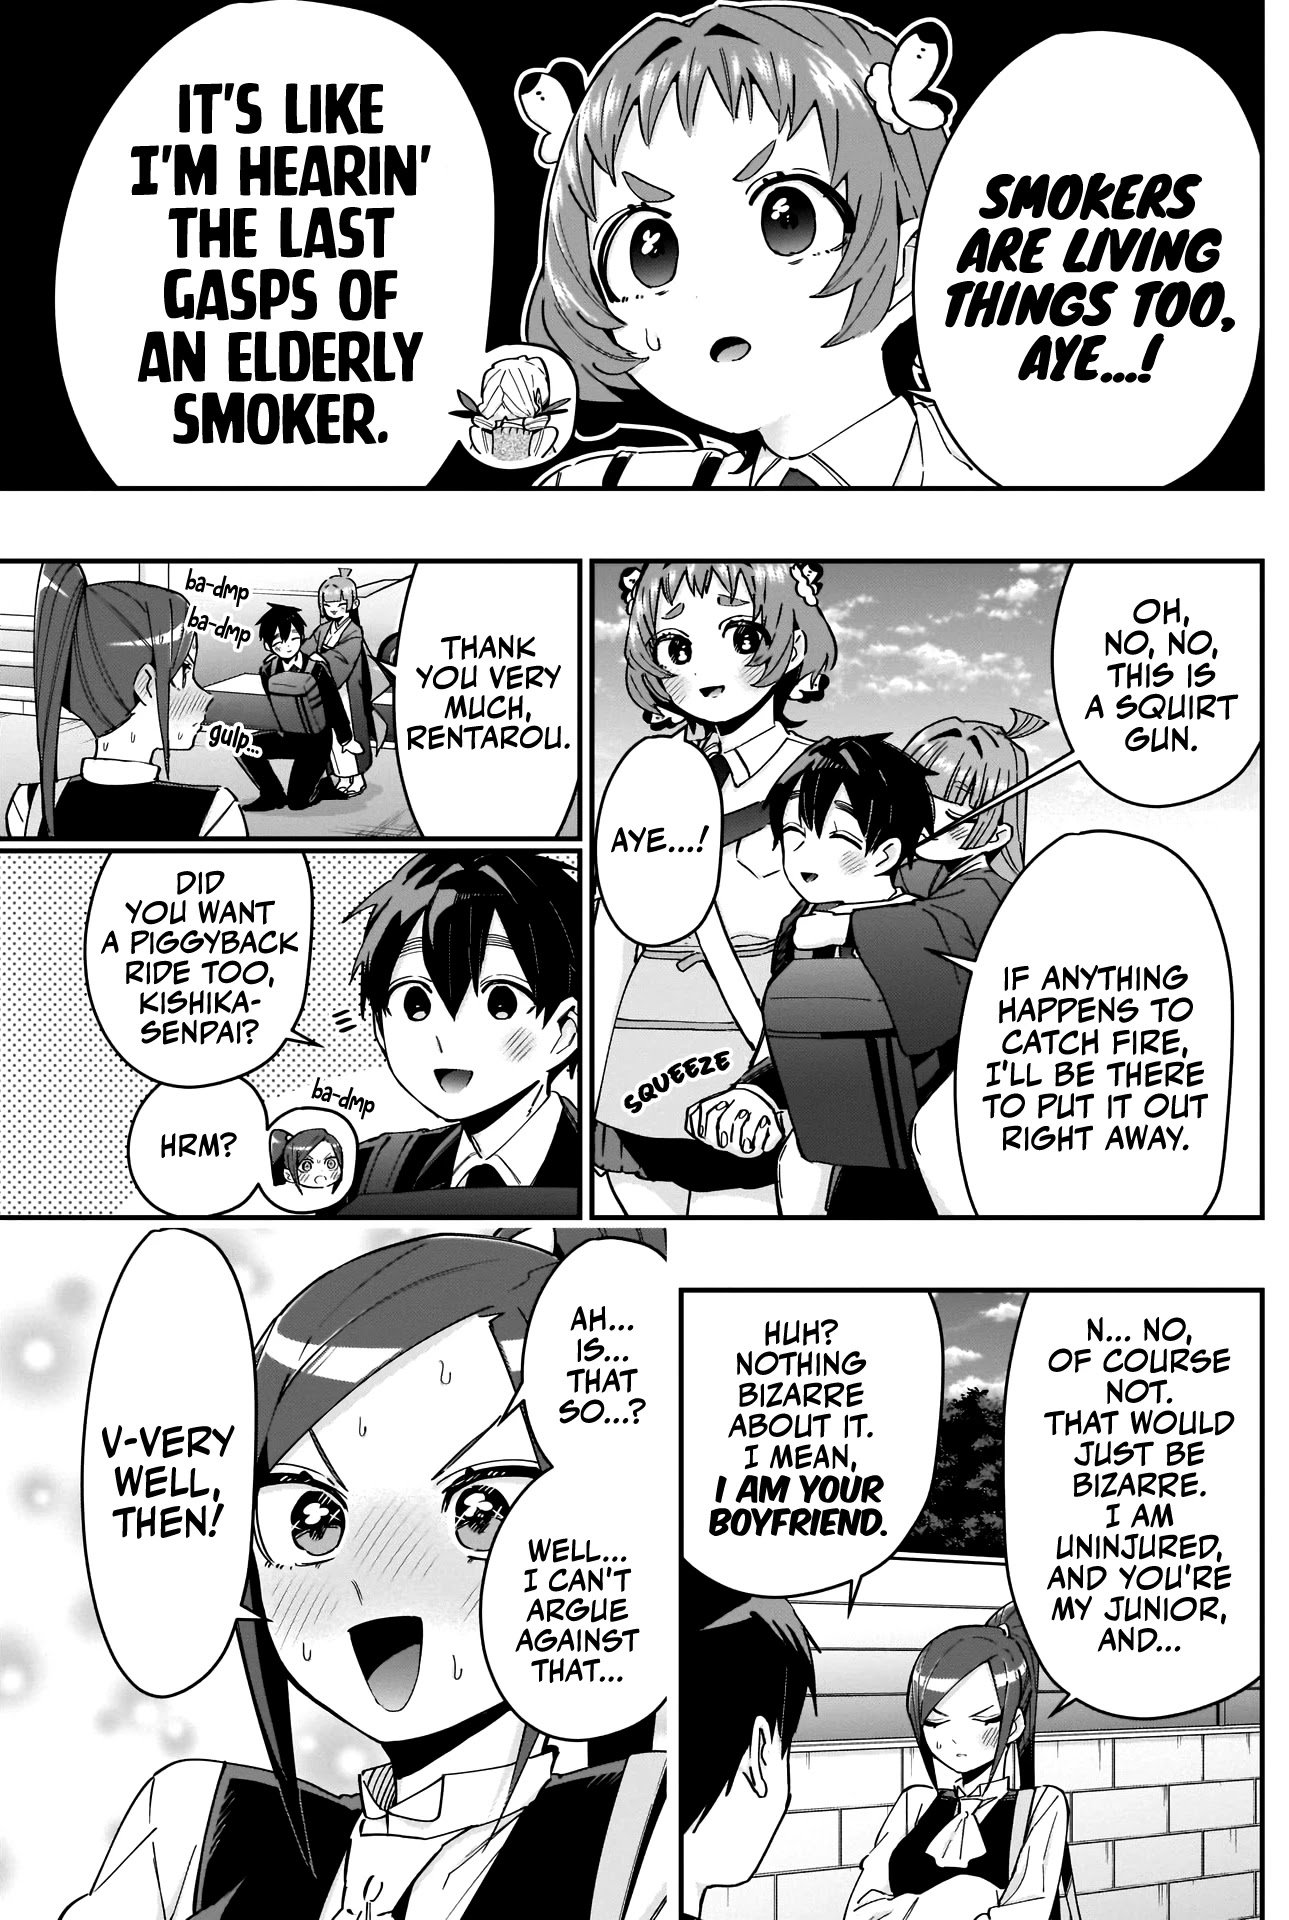 SMOKERS
ARE LIVING
THINGS TOO,
AYE...!
IT'S LIKE
I'M HEARIN'
THE LAST
GASPS OF
AN ELDERLY
SMOKER.
OH,
NO, NO,
THIS IS
A SQUIRT
GUN.
IF ANYTHING
HAPPENS TO
CATCH FIRE,
I'LL BE THERE
TO PUT IT OUT
RIGHT AWAY.
AYE...!
SQUEEZE
THANK
YOU VERY
MUCH,
RENTAROU.
ba-dmp
ba-dmp
gulp...
DID
YOU WANT
A PIGGYBACK
RIDE TOO,
KISHIKA-
SENPAI?
ba-dmp
HRM?
N... NO,
OF COURSE
NOT.
THAT WOULD
JUST BE
BIZARRE.
I AM
UNINJURED,
AND YOU'RE
MY JUNIOR,
AND...
HUH?
NOTHING
BIZARRE
ABOUT IT.
I MEAN,
I AM YOUR
BOYFRIEND.
AH...
IS...
THAT
SO...?
WELL...
I CAN'T
ARGUE
AGAINST
THAT...
V-VERY
WELL,
THEN!